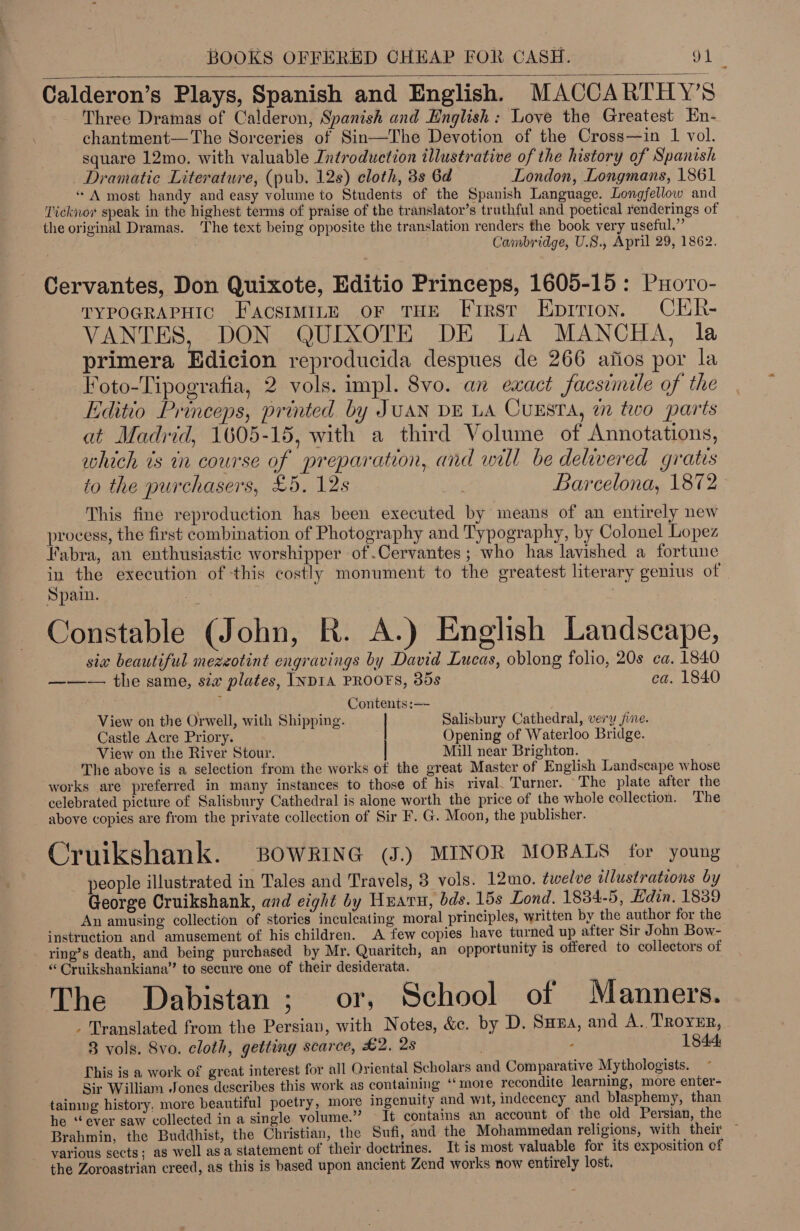 BOOKS OFFERED CHEAP FOR CASH. 91
Calderon's Plays, Spanish and English. MACCARTHY'S
Three Dramas of Calderon, Spanish and English: Love the Greatest En-
chantment—The Sorceries of Sin—The Devotion of the Cross—in 1 vol.
square 12mo. with valuable Introduction illustrative of the history of Spanish
Dramatic Literature, (pub. 12s) cloth, 3s 6d London, Longmans, 1861
"A most handy and easy volume to Students of the Spanish Language. Longfellow and
Ticknor speak in the highest terms of praise of the translator's truthful and poetical renderings of
the original Dramas. The text being opposite the translation renders the book very useful."
Cambridge, U.S., April 29, 1862.
Cervantes, Don Quixote, Editio Princeps, 1605-15: PHOTO-
TYPOGRAPHIC FACSIMILE OF THE FIRST EDITION. CER-
VANTES, DON QUIXOTE DE LA MANCHA, la
primera Edicion reproducida despues de 266 años por la
Foto-Tipografia, 2 vols. impl. 8vo. an exact facsimile of the
Editio Princeps, printed by JUAN DE LA CUESTA, in two parts
at Madrid, 1605-15, with a third Volume of Annotations,
which is in course of preparation, and will be delivered gratis
to the purchasers, £5. 12s Barcelona, 1872
This fine reproduction has been executed by means of an entirely new
process, the first combination of Photography and Typography, by Colonel Lopez
Fabra, an enthusiastic worshipper of Cervantes; who has lavished a fortune
in the execution of this costly monument to the greatest literary genius of
Spain.
Constable (John, R. A.) English Landscape,
six beautiful mezzotint engravings by David Lucas, oblong folio, 20s ca. 1840
——— the same, six plates, INDIA PROOFS, 35s ca. 1840
Contents:—
View on the Orwell, with Shipping.
Castle Acre Priory.
View on the River Stour.
Salisbury Cathedral, very fine.
Opening of Waterloo Bridge.
Mill near Brighton.
The above is a selection from the works of the great Master of English Landscape whose
works are preferred in many instances to those of his rival Turner. The plate after the
celebrated picture of Salisbury Cathedral is alone worth the price of the whole collection. The
above copies are from the private collection of Sir F. G. Moon, the publisher.
Cruikshank. BOWRING (J.) MINOR MORALS for young
people illustrated in Tales and Travels, 3 vols. 12mo. twelve illustrations by
George Cruikshank, and eight by HEATH, bds. 15s Lond. 1834-5, Edin. 1839
An amusing collection of stories inculcating moral principles, written by the author for the
instruction and amusement of his children. A few copies have turned up after Sir John Bow-
ring's death, and being purchased by Mr. Quaritch, an opportunity is offered to collectors of
"Cruikshankiana" to secure one of their desiderata.
The Dabistan; or, School of Manners.
Translated from the Persian, with Notes, &c. by D. SHEA, and A. TROYER,
3 vols. 8vo. cloth, getting scarce, £2. 2s 1844
This is a work of great interest for all Oriental Scholars and Comparative Mythologists.
Sir William Jones describes this work as containing "more recondite learning, more enter-
taining history, more beautiful poetry, more ingenuity and wit, indecency and blasphemy, than
he "ever saw collected in a single volume." It contains an account of the old Persian, the
Brahmin, the Buddhist, the Christian, the Sufi, and the Mohammedan religions, with their
various sects; as well as a statement of their doctrines. It is most valuable for its exposition of
the Zoroastrian creed, as this is based upon ancient Zend works now entirely lost.